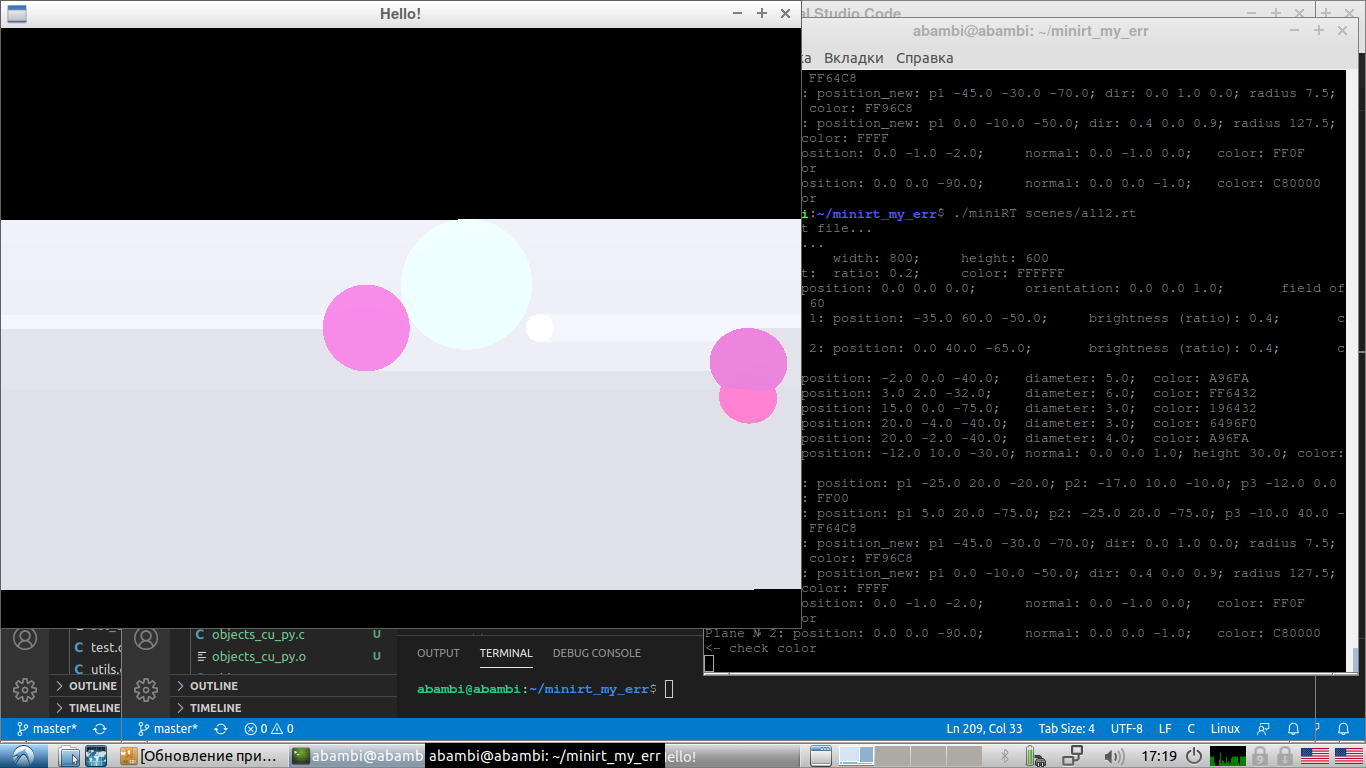 Hello!
al Studio Code
abambi@abambi: ~/minirt_my_err
Вкладки Справка
FF64C8
: position_new: p1 -45.0 -30.0 -70.0; dir: 0.0 1.0 0.0; radius 7.5;
color: FF96C8
: position_new: p1 0.0 -10.0 -50.0; dir: 0.4 0.0 0.9; radius 127.5;
color: FFFF
osition: 0.0 -1.0 -2.0; normal: 0.0 -1.0 0.0; color: FF0F
or
osition: 0.0 0.0 -90.0; normal: 0.0 0.0 -1.0; color: C80000
or
i:~/minirt_my_err$ ./miniRT scenes/all2.rt
t file...
...
width: 800; height: 600
t: ratio: 0.2; color: FFFFFF
position: 0.0 0.0 0.0; orientation: 0.0 0.0 1.0; field of
60
1: position: -35.0 60.0 -50.0; brightness (ratio): 0.4; c
2: position: 0.0 40.0 -65.0; brightness (ratio): 0.4; c
position: -2.0 0.0 -40.0; diameter: 5.0; color: A96FA
position: 3.0 2.0 -32.0; diameter: 6.0; color: FF6432
position: 15.0 0.0 -75.0; diameter: 3.0; color: 196432
position: 20.0 -4.0 -40.0; diameter: 3.0; color: 6496F0
position: 20.0 -2.0 -40.0; diameter: 4.0; color: A96FA
position: -12.0 10.0 -30.0; normal: 0.0 0.0 1.0; height 30.0; color:
: position: p1 -25.0 20.0 -20.0; p2: -17.0 10.0 -10.0; p3 -12.0 0.0
: FF00
: position: p1 5.0 20.0 -75.0; p2: -25.0 20.0 -75.0; p3 -10.0 40.0 -
FF64C8
: position_new: p1 -45.0 -30.0 -70.0; dir: 0.0 1.0 0.0; radius 7.5;
color: FF96C8
: position_new: p1 0.0 -10.0 -50.0; dir: 0.4 0.0 0.9; radius 127.5;
color: FFFF
osition: 0.0 -1.0 -2.0; normal: 0.0 -1.0 0.0; color: FF0F
or
Plane № 2: position: 0.0 0.0 -90.0; normal: 0.0 0.0 -1.0; color: C80000
<- check color
test.c
utils.c
OUTLINE
TIMELINE
C objects_cu_py.c U
objects_cu_py.o U
OUTLINE
TIMELINE
OUTPUT TERMINAL DEBUG CONSOLE
abambi@abambi:~/minirt_my_err$
master* master* 0 0 Ln 209, Col 33 Tab Size: 4 UTF-8 LF C Linux
[Обновление при... abambi@abamb abambi@abambi: ~/minirt_my_err ello! 17:19